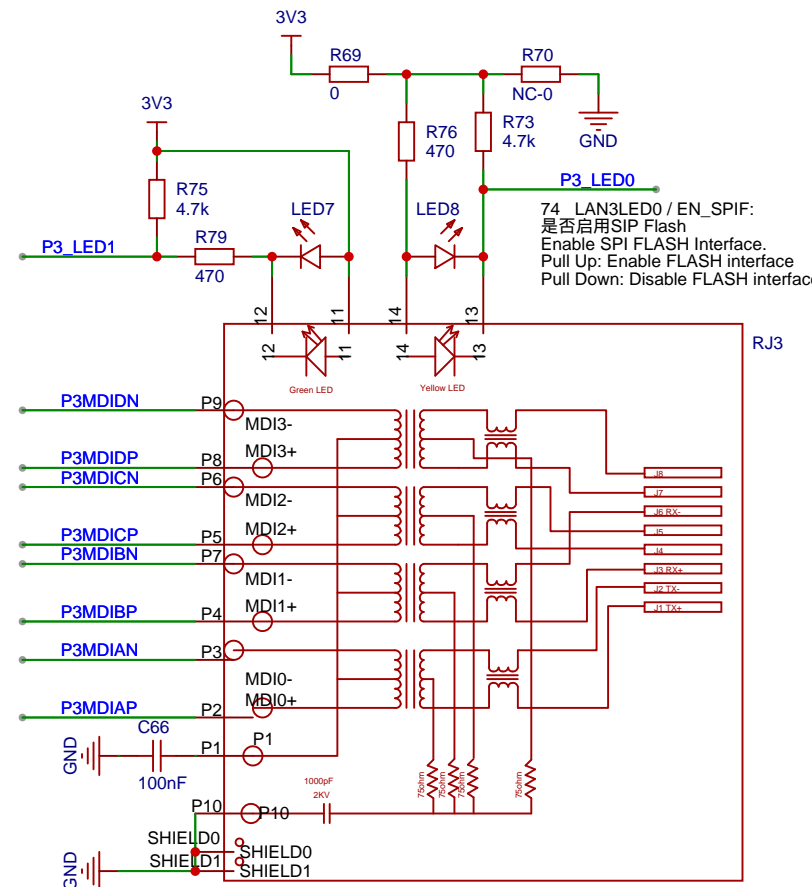 3V3
R69
0
R70
NC-0
GND
3V3
R76
470
R73
4.7k
R75
4.7k
P3_LED0
LED7
LED8
74 LAN3LED0 / EN_SPIF:
是否启用SIP Flash
Enable SPI FLASH Interface.
Pull Up: Enable FLASH interface
Pull Down: Disable FLASH interface
P3_LED1
R79
470
12
11
14
13
12
11
14
13
RJ3
Green LED
Yellow LED
P3MDIDN
P9
MDI3-
P3MDIDP
P8
MDI3+
P3MDICN
P6
MDI2-
P3MDICP
P5
MDI2+
P3MDIBN
P7
MDI1-
P3MDIBP
P4
MDI1+
P3MDIAN
P3
MDI0-
P3MDIAP
P2
MDI0+
J8
J7
J6 RX-
J5
J4
J3 RX+
J2 TX-
J1 TX+
C66
100nF
GND
P1
P1
1000pF
2KV
75ohm
75ohm
75ohm
75ohm
P10
P10
SHIELD0
SHIELD0
SHIELD1
SHIELD1
GND